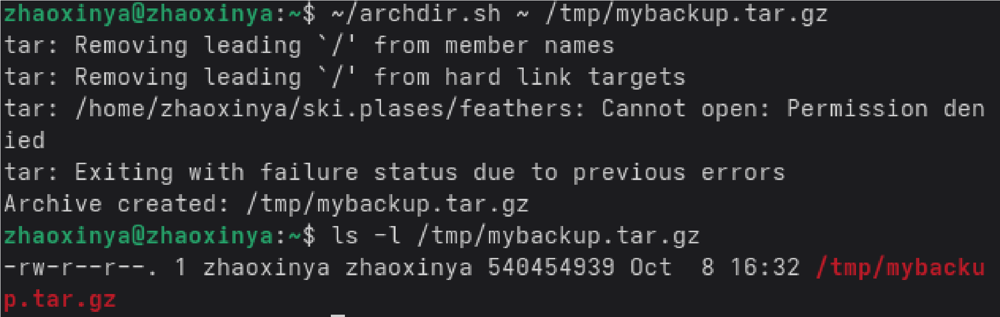 zhaoxinya@zhaoxinya:~$ ~/archdir.sh ~ /tmp/mybackup.tar.gz
tar: Removing leading `/' from member names
tar: Removing leading `/' from hard link targets
tar: /home/zhaoxinya/ski.plases/feathers: Cannot open: Permission den
ied
tar: Exiting with failure status due to previous errors
Archive created: /tmp/mybackup.tar.gz
zhaoxinya@zhaoxinya:~$ ls -l /tmp/mybackup.tar.gz
-rw-r--r--. 1 zhaoxinya zhaoxinya 540454939 Oct  8 16:32 /tmp/mybacku
p.tar.gz